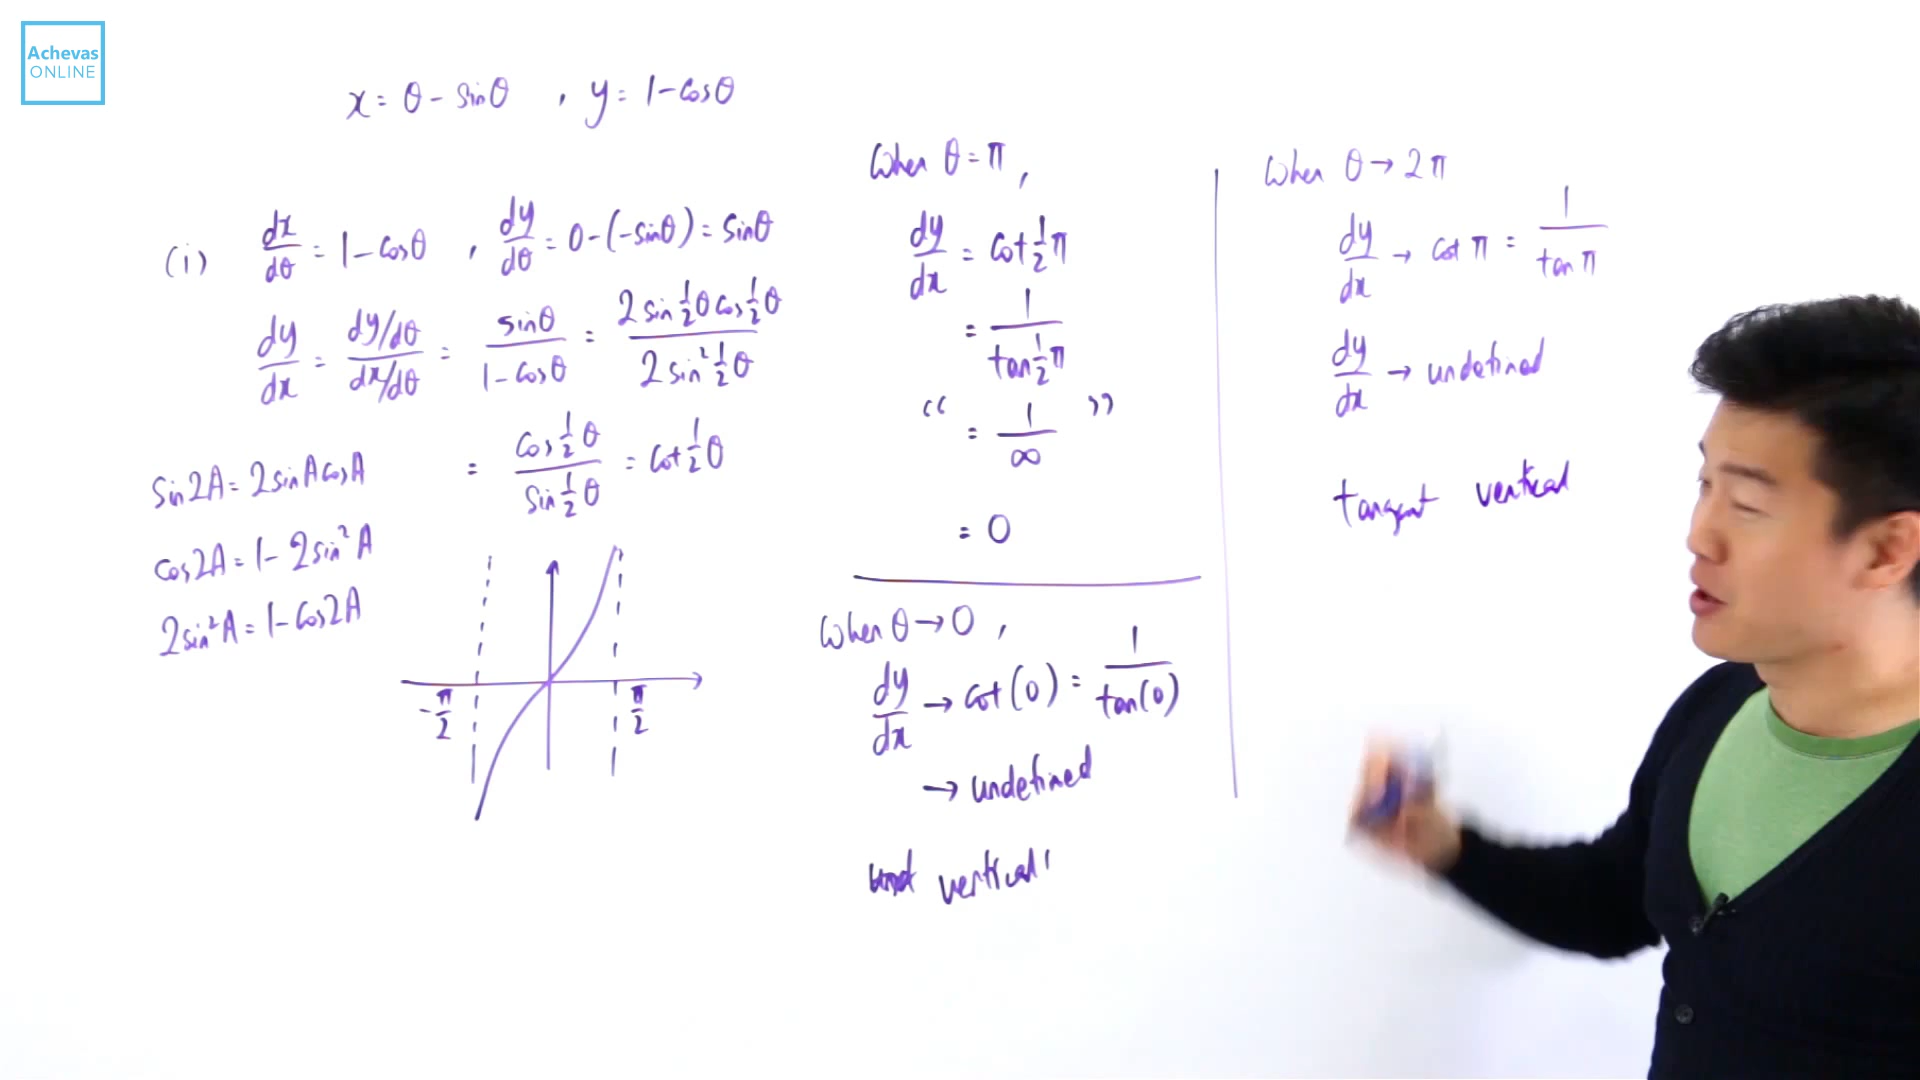 Achevas
ONLINE
x = θ - sinθ , y = 1 - cosθ
(i) dx/dθ = 1 - cosθ , dy/dθ = 0 - (-sinθ) = sinθ
dy/dx = (dy/dθ)/(dx/dθ) = sinθ/(1 - cosθ) = (2 sin ½θ cos ½θ)/(2 sin² ½θ)
= (cos ½θ)/(sin ½θ) = cot ½θ
sin2A = 2sinAcosA
cos2A = 1 - 2sin²A
2sin²A = 1 - cos2A
-π/2 π/2
When θ = π ,
dy/dx = cot ½π
= 1/(tan ½π)
" = 1/∞ "
= 0
When θ → 0 ,
dy/dx → cot(0) = 1/tan(0)
→ undefined
vertical
When θ → 2π
dy/dx → cot π = 1/(tan π)
dy/dx → undefined
tangent vertical